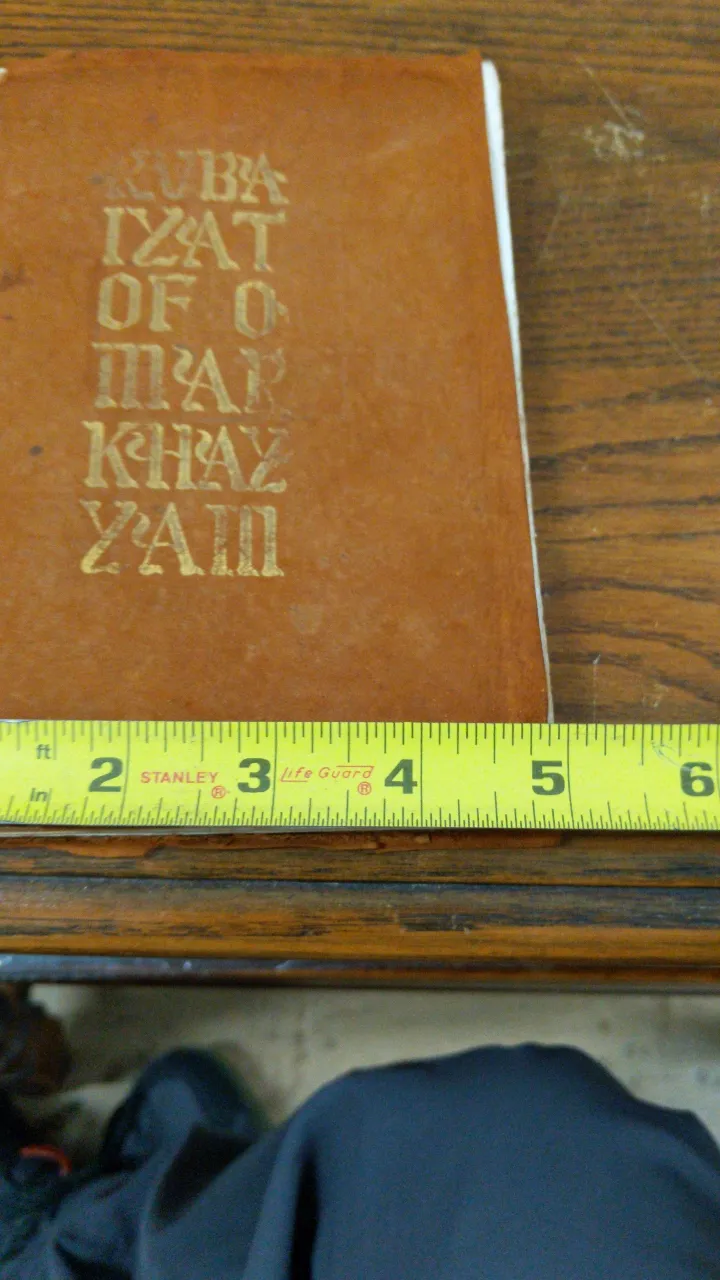 RUBA
IYAT
OF O
MAR
KHAY
YAM
ft
In
2 STANLEY ® 3 Life Guard ® 4 5 6